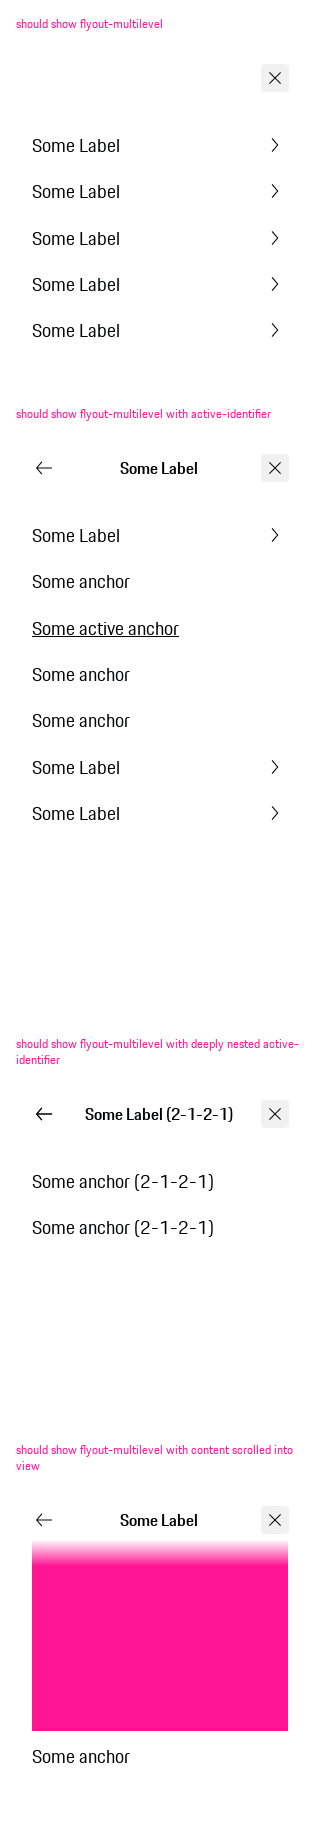 should show flyout-multilevel
Some Label
Some Label
Some Label
Some Label
Some Label
should show flyout-multilevel with active-identifier
Some Label
Some Label
Some anchor
Some active anchor
Some anchor
Some anchor
Some Label
Some Label
should show flyout-multilevel with deeply nested active-
identifier
Some Label (2-1-2-1)
Some anchor (2-1-2-1)
Some anchor (2-1-2-1)
should show flyout-multilevel with content scrolled into
view
Some Label
Some anchor